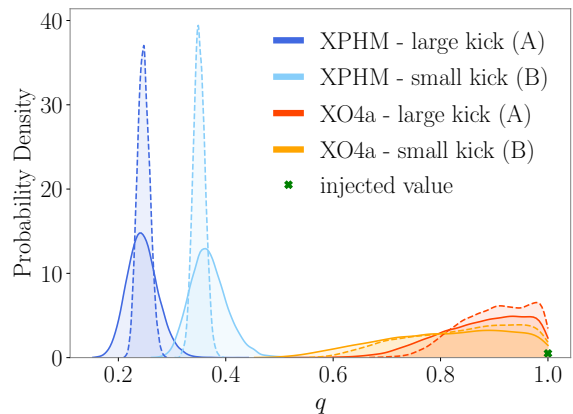 40
30
20
10
0
Probability Density
XPHM - large kick (A)
XPHM - small kick (B)
XO4a - large kick (A)
XO4a - small kick (B)
injected value
0.2 0.4 0.6 0.8 1.0
q